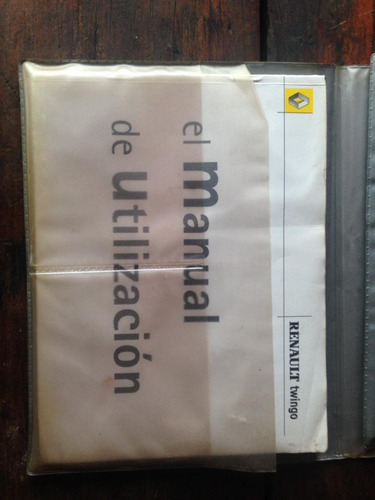 RENAULT twingo
el manual
de utilización